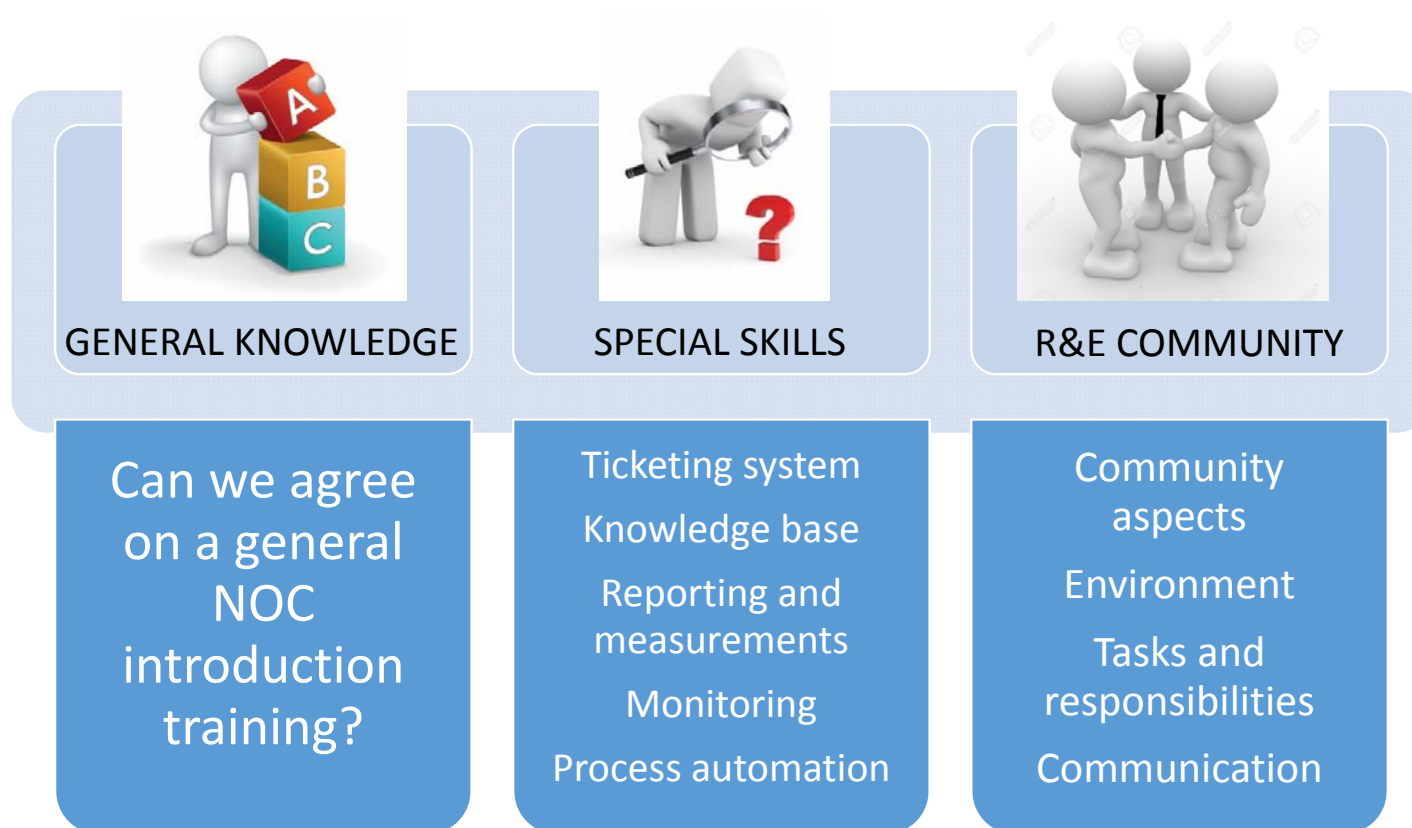 A
B
C
GENERAL KNOWLEDGE
Can we agree
on a general
NOC
introduction
training?
SPECIAL SKILLS
Ticketing system
Knowledge base
Reporting and
measurements
Monitoring
Process automation
R&E COMMUNITY
Community
aspects
Environment
Tasks and
responsibilities
Communication